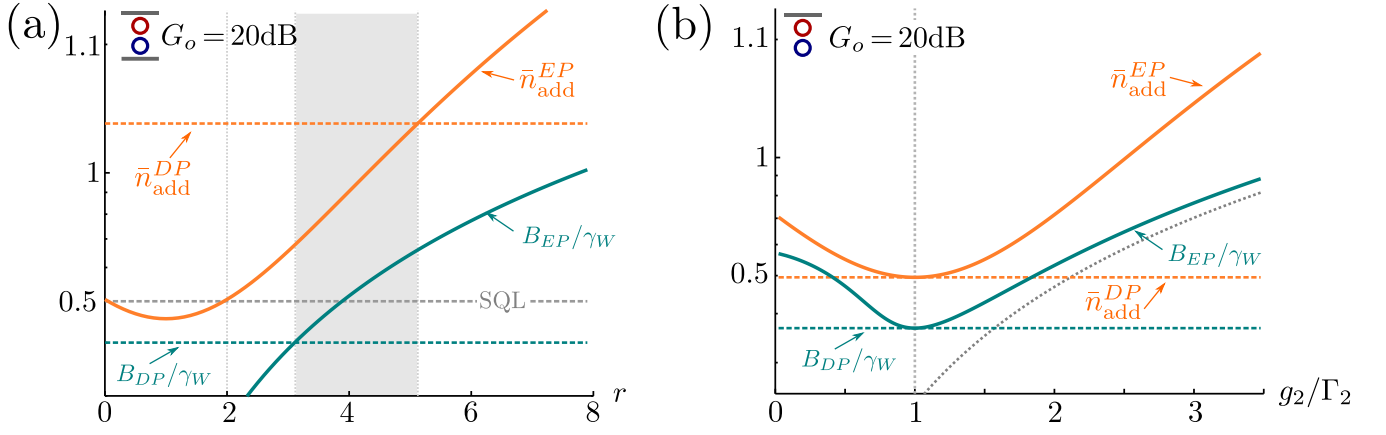 (a)
G_o = 20dB
1.1
1
0.5
n̄_add^EP
n̄_add^DP
B_EP/γ_W
SQL
B_DP/γ_W
0 2 4 6 8 r
(b)
G_o = 20dB
1.1
1
0.5
n̄_add^EP
B_EP/γ_W
n̄_add^DP
B_DP/γ_W
0 1 2 3 g_2/Γ_2